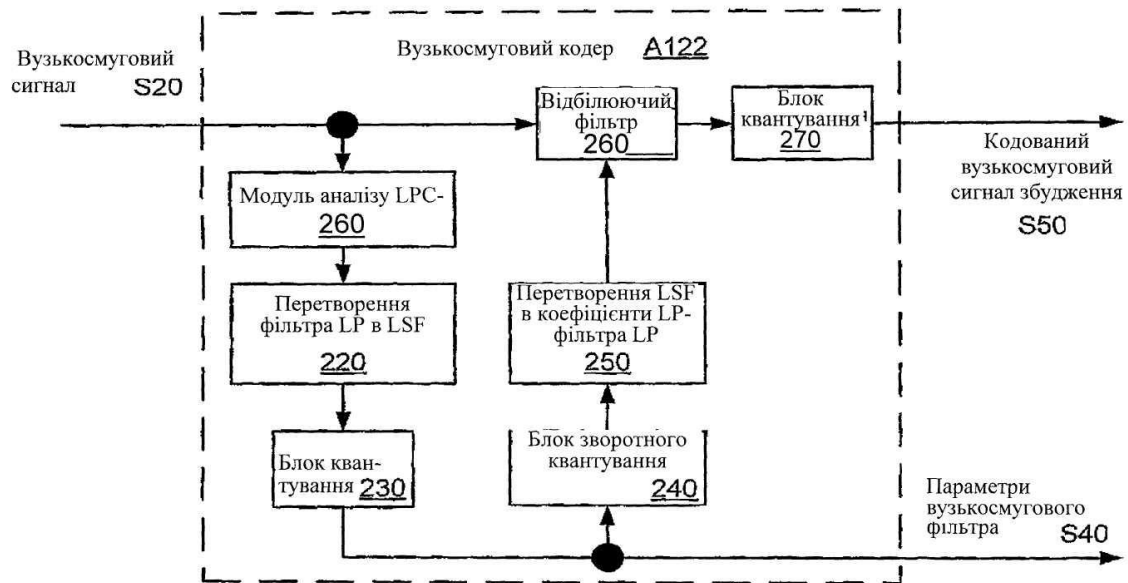 Вузькосмуговий кодер A122
Вузькосмуговий
сигнал S20
Відбілюючий
фільтр
260
Блок
квантування
270
Кодований
вузькосмуговий
сигнал збудження
S50
Модуль аналізу LPC-
260
Перетворення
фільтра LP в LSF
220
Перетворення LSF
в коефіцієнти LP-
фільтра LP
250
Блок кван-
тування 230
Блок зворотного
квантування
240
Параметри
вузькосмугового
фільтра S40